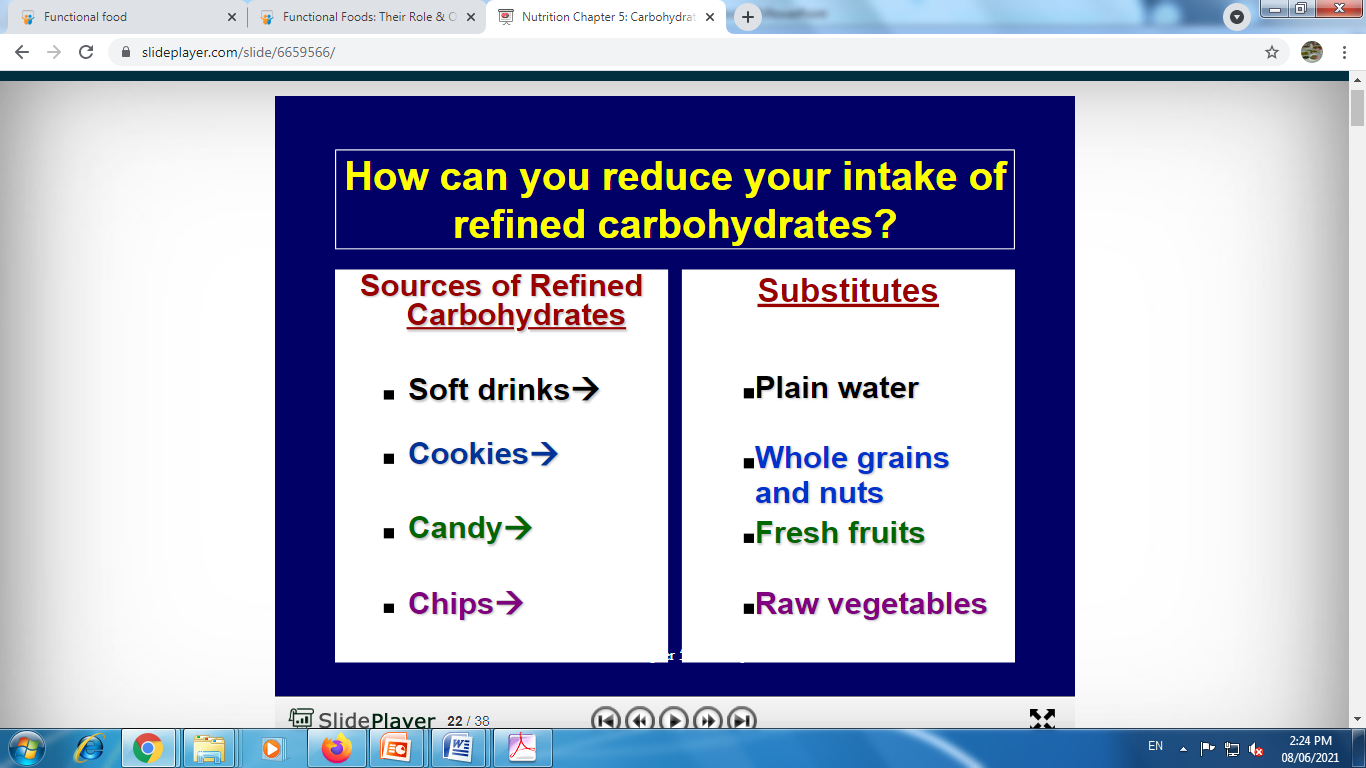 Functional food
Functional Foods: Their Role & O
Nutrition Chapter 5: Carbohydrat
slideplayer.com/slide/6659566/
How can you reduce your intake of
refined carbohydrates?
Sources of Refined
Carbohydrates
Soft drinks→
Cookies→
Candy→
Chips→
Substitutes
Plain water
Whole grains
and nuts
Fresh fruits
Raw vegetables
SlidePlayer 22 / 38
EN
2:24 PM
08/06/2021